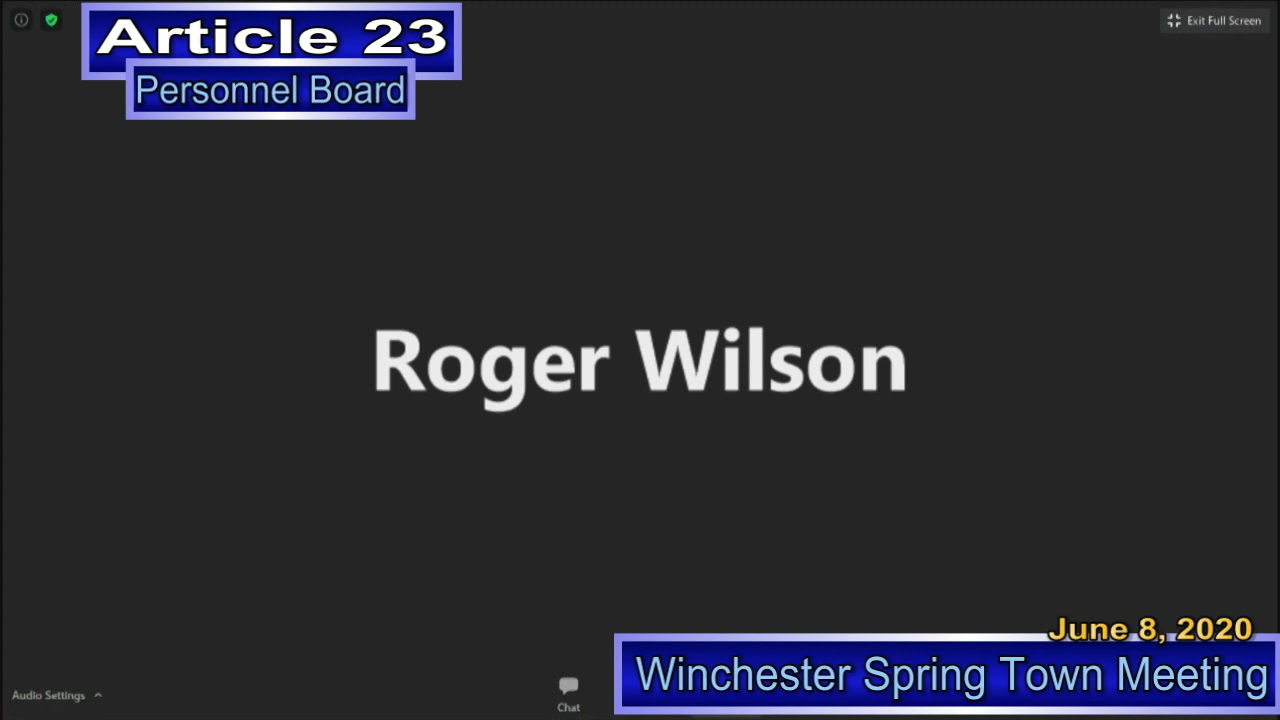 Article 23
Exit Full Screen
Personnel Board
Roger Wilson
June 8, 2020
Winchester Spring Town Meeting
Audio Settings
Chat